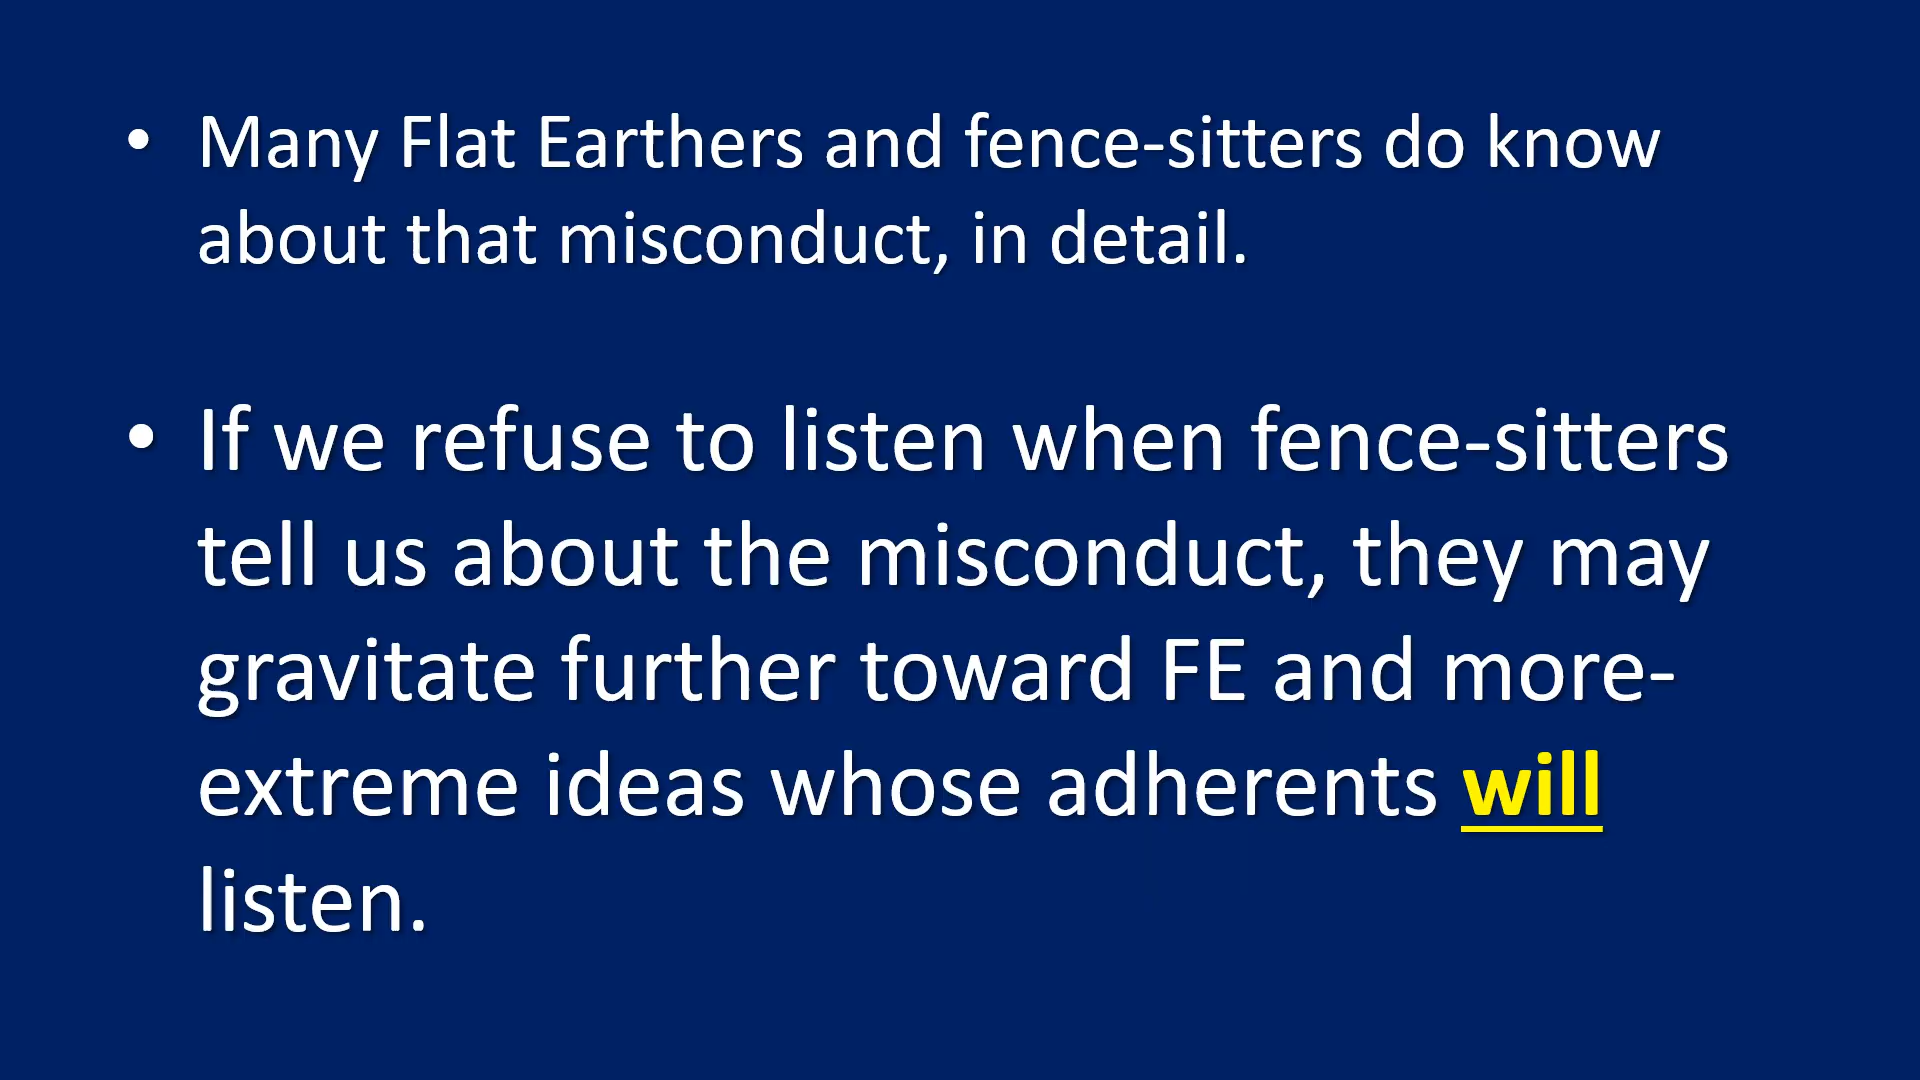 • Many Flat Earthers and fence-sitters do know
about that misconduct, in detail.
• If we refuse to listen when fence-sitters
tell us about the misconduct, they may
gravitate further toward FE and more-
extreme ideas whose adherents will
listen.